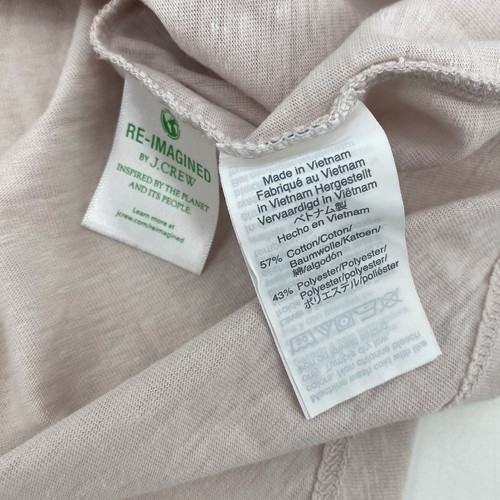 RE-IMAGINED
BY J.CREW
INSPIRED BY THE PLANET
AND ITS PEOPLE.
Learn more at
jcrew.com/reimagined
Made in Vietnam
Fabriqué au Vietnam
in Vietnam Hergestellt
Vervaardigd in Viëtnam
ベトナム製
Hecho en Vietnam
57% Cotton/Coton/
Baumwolle/Katoen/
綿/algodón
43% Polyester/Polyester/
Polyester/polyester/
ポリエステル/poliéster